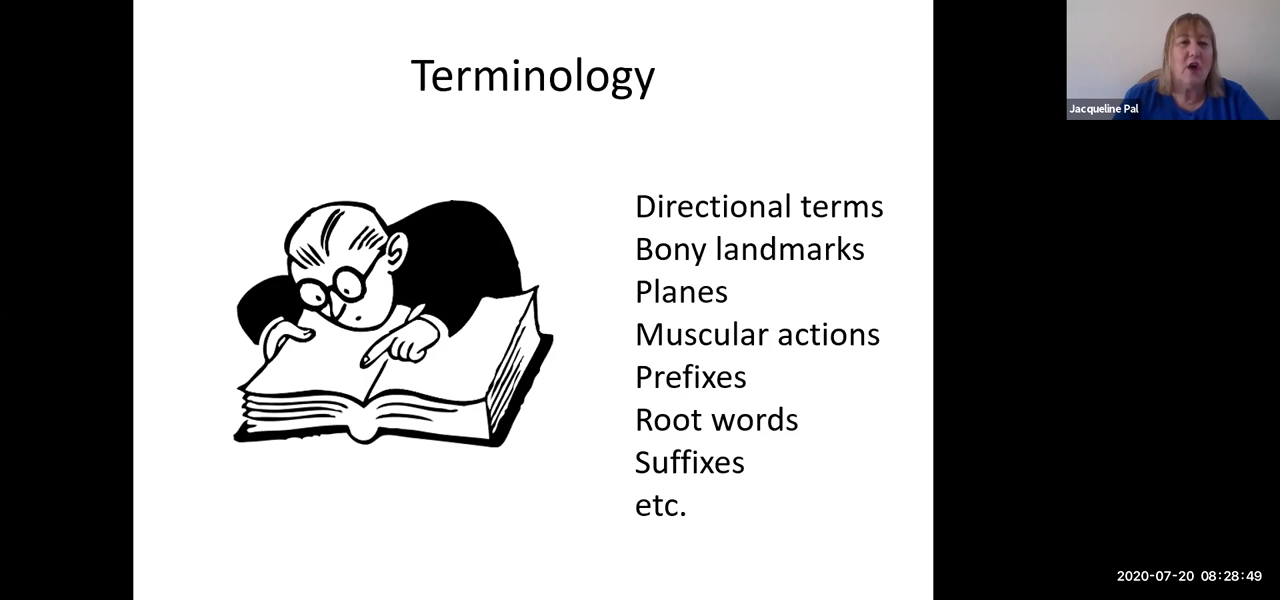 Terminology
Directional terms
Bony landmarks
Planes
Muscular actions
Prefixes
Root words
Suffixes
etc.
Jacqueline Pal
2020-07-20 08:28:49